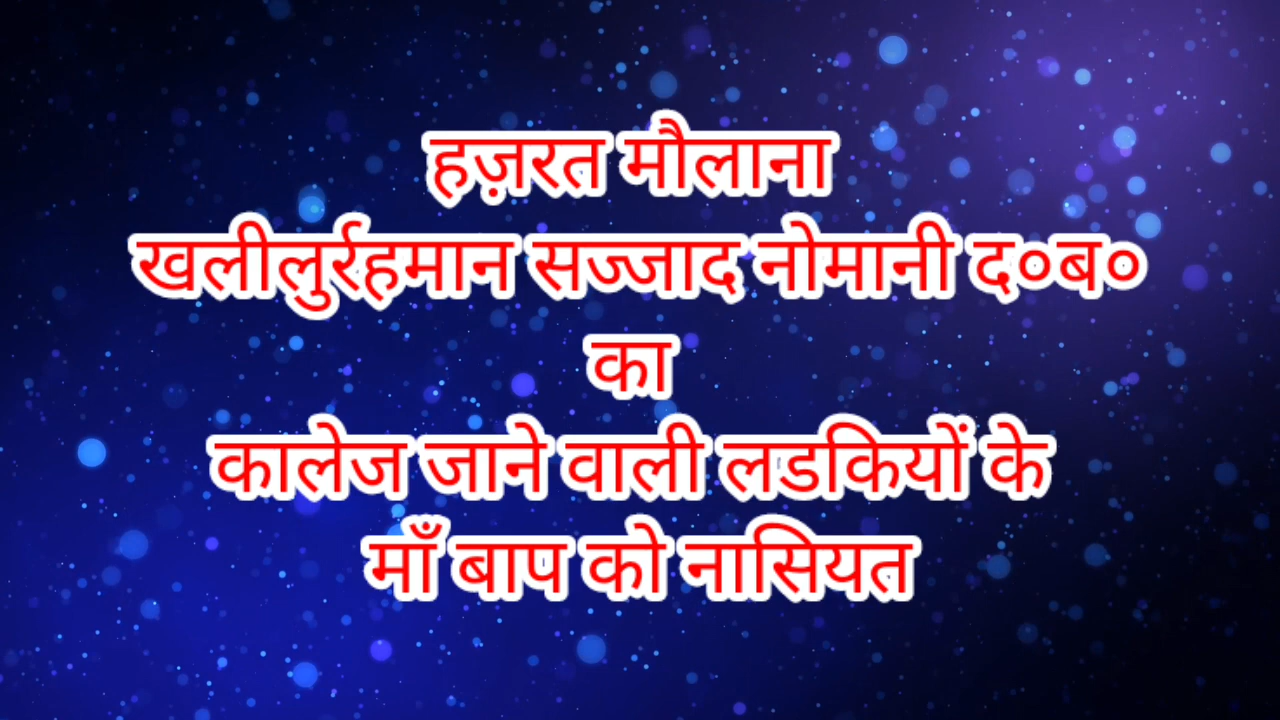 हज़रत मौलाना
खलीलुर्रहमान सज्जाद नोमानी द०ब०
का
कालेज जाने वाली लडकियों के
माँ बाप को नासियत